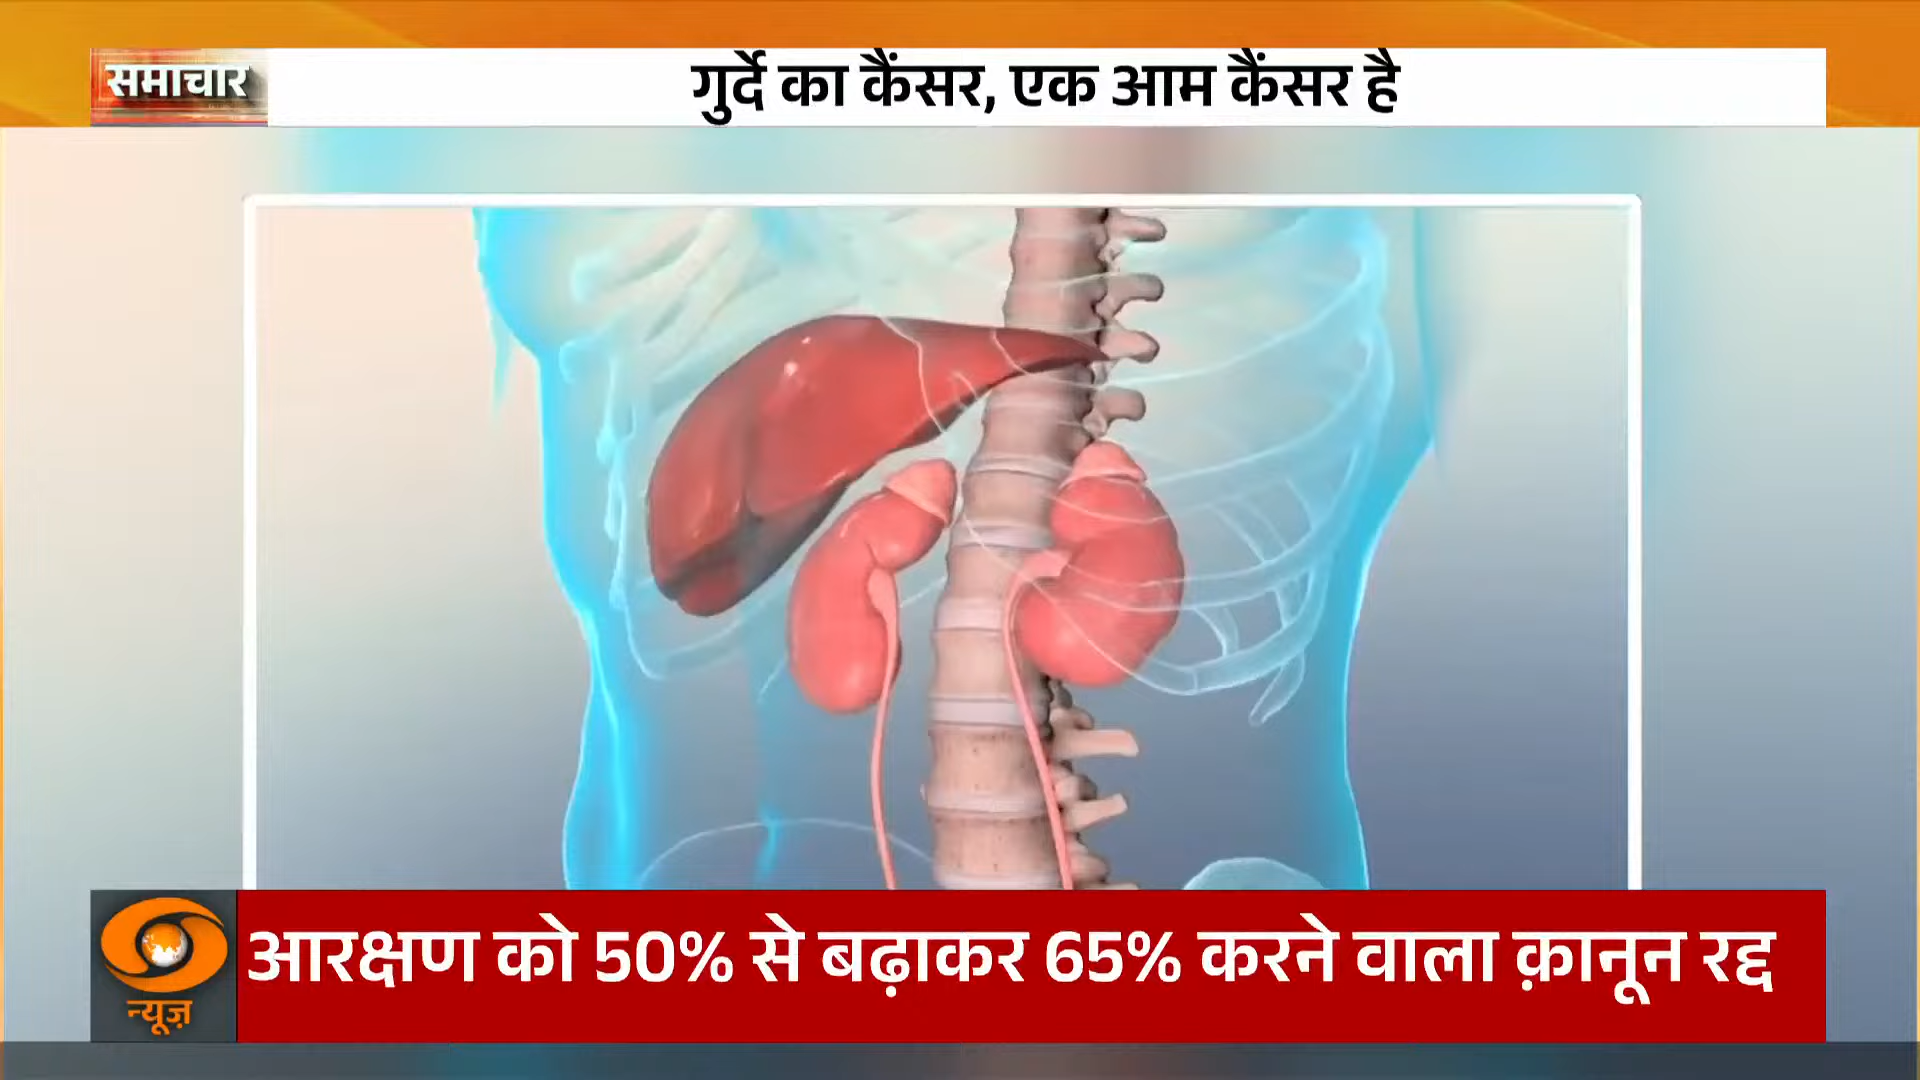 समाचार
गुर्दे का कैंसर, एक आम कैंसर है
आरक्षण को 50% से बढ़ाकर 65% करने वाला क़ानून रद्द
न्यूज़